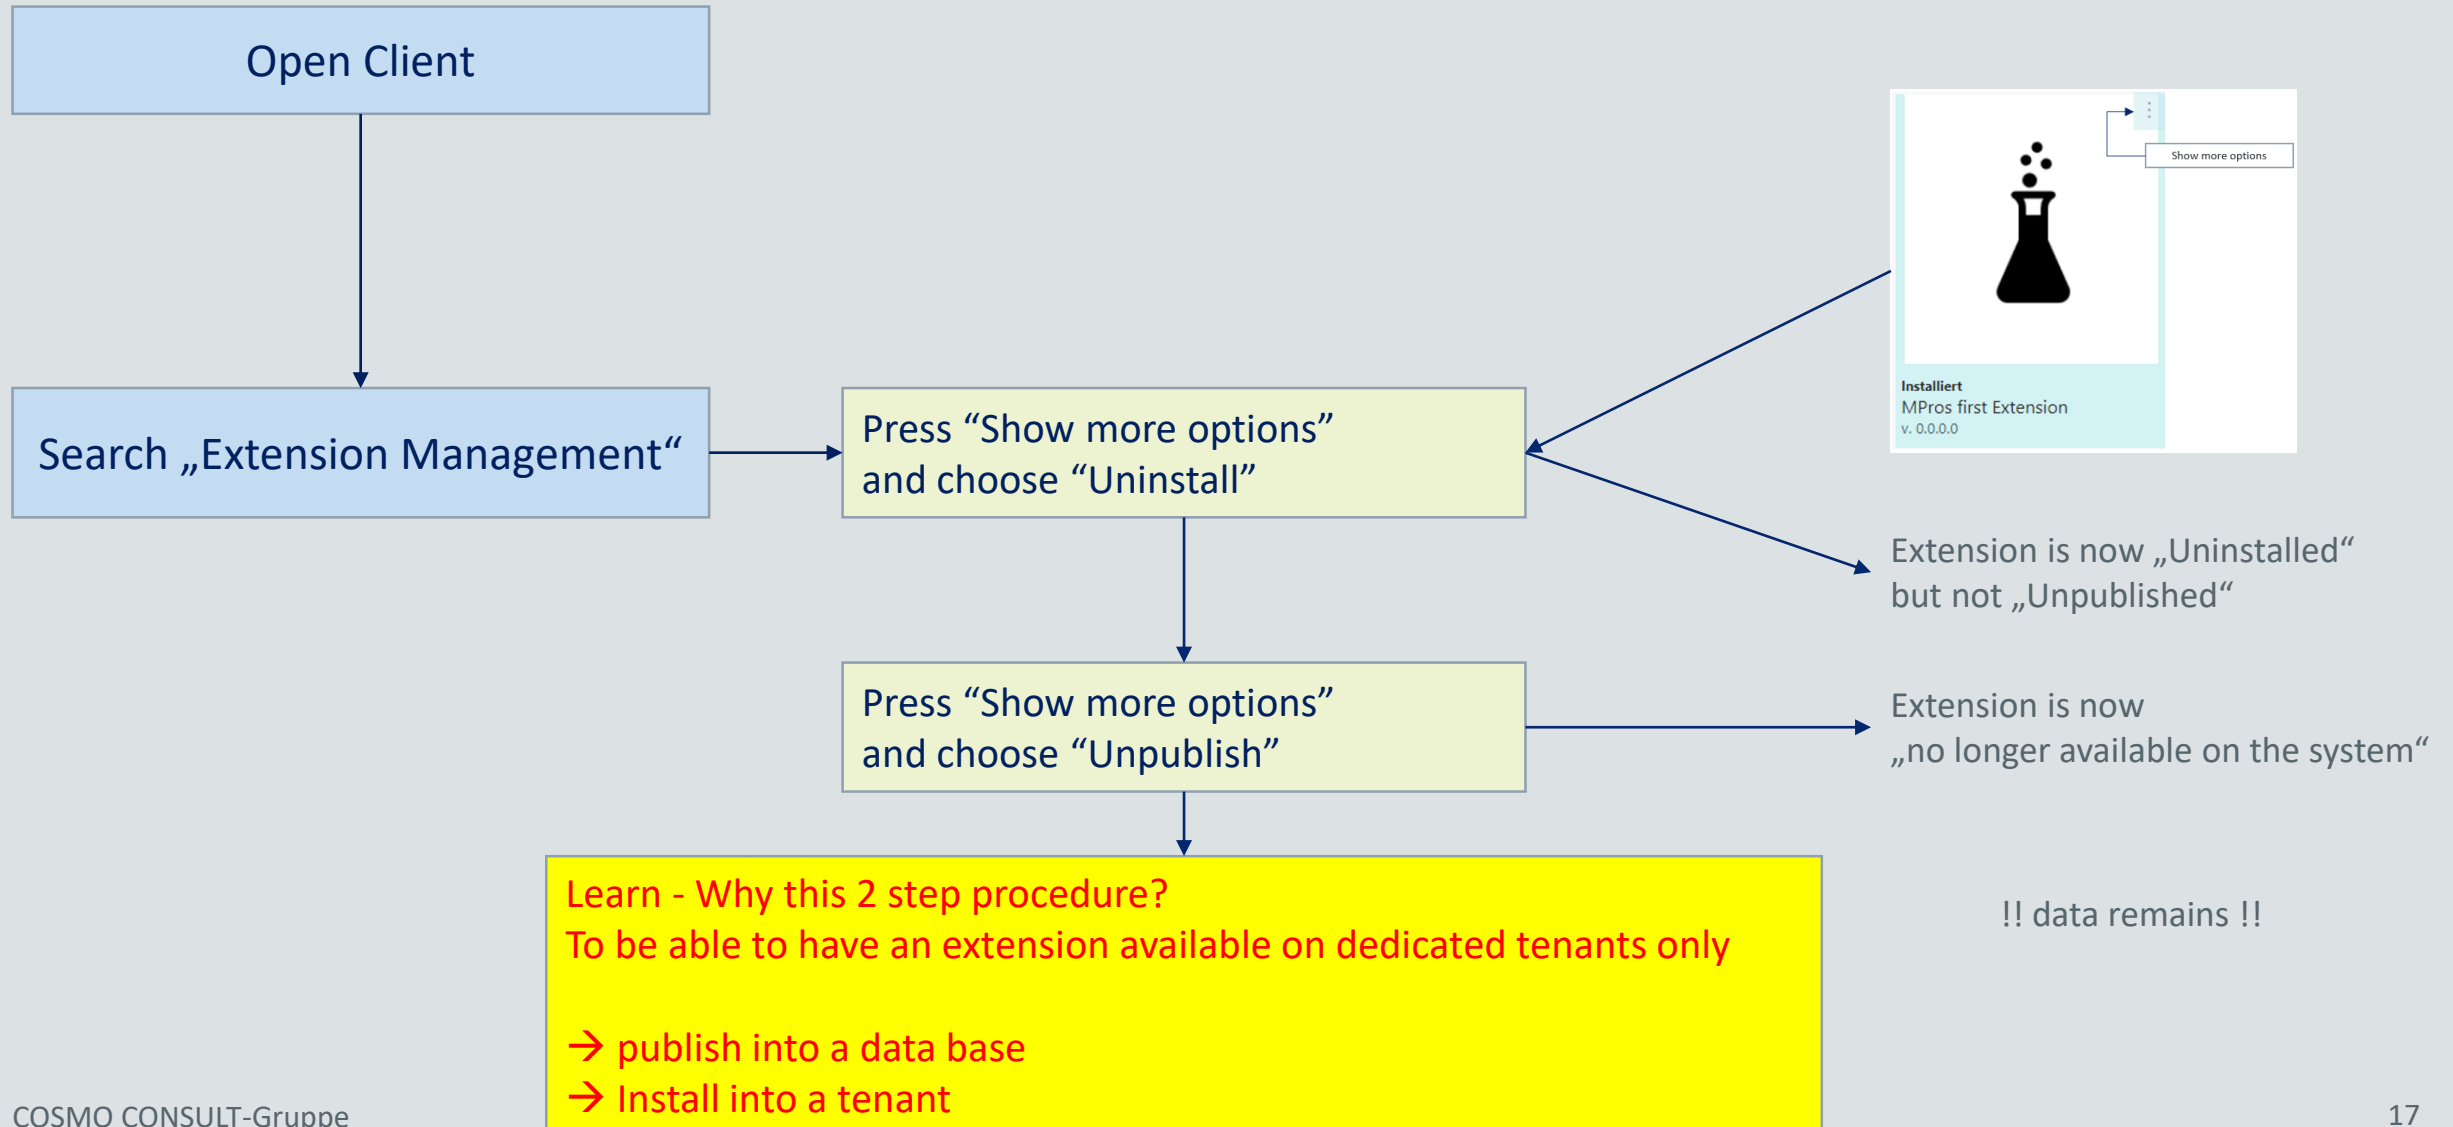 Open Client
Show more options
Installiert
MPros first Extension
v. 0.0.0.0
Search „Extension Management“
Press “Show more options”
and choose “Uninstall”
Extension is now „Uninstalled“
but not „Unpublished“
Press “Show more options”
and choose “Unpublish”
Extension is now
„no longer available on the system“
Learn - Why this 2 step procedure?
To be able to have an extension available on dedicated tenants only
!! data remains !!
→ publish into a data base
→ Install into a tenant
COSMO CONSULT-Gruppe
17